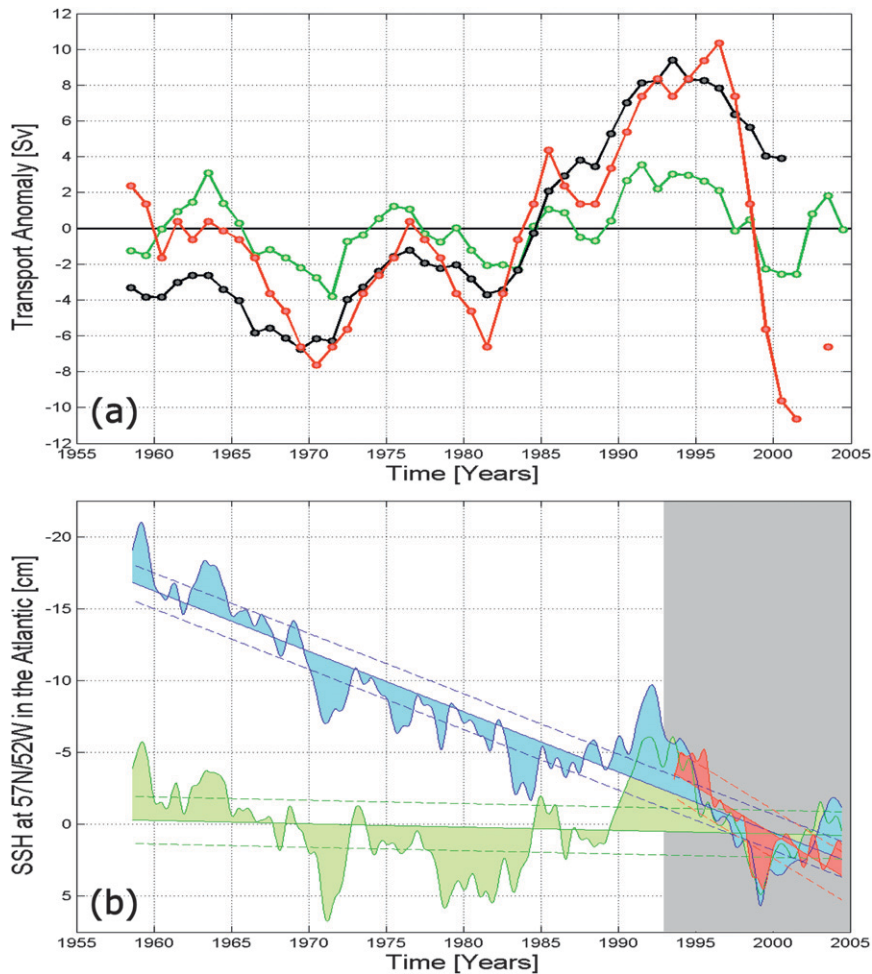 12
10
8
6
4
2
0
-2
-4
-6
-8
-10
-12
Transport Anomaly [Sv]
(a)
1955 1960 1965 1970 1975 1980 1985 1990 1995 2000 2005
Time [Years]
-20
-15
-10
-5
0
5
SSH at 57N/52W in the Atlantic [cm]
(b)
1955 1960 1965 1970 1975 1980 1985 1990 1995 2000 2005
Time [Years]